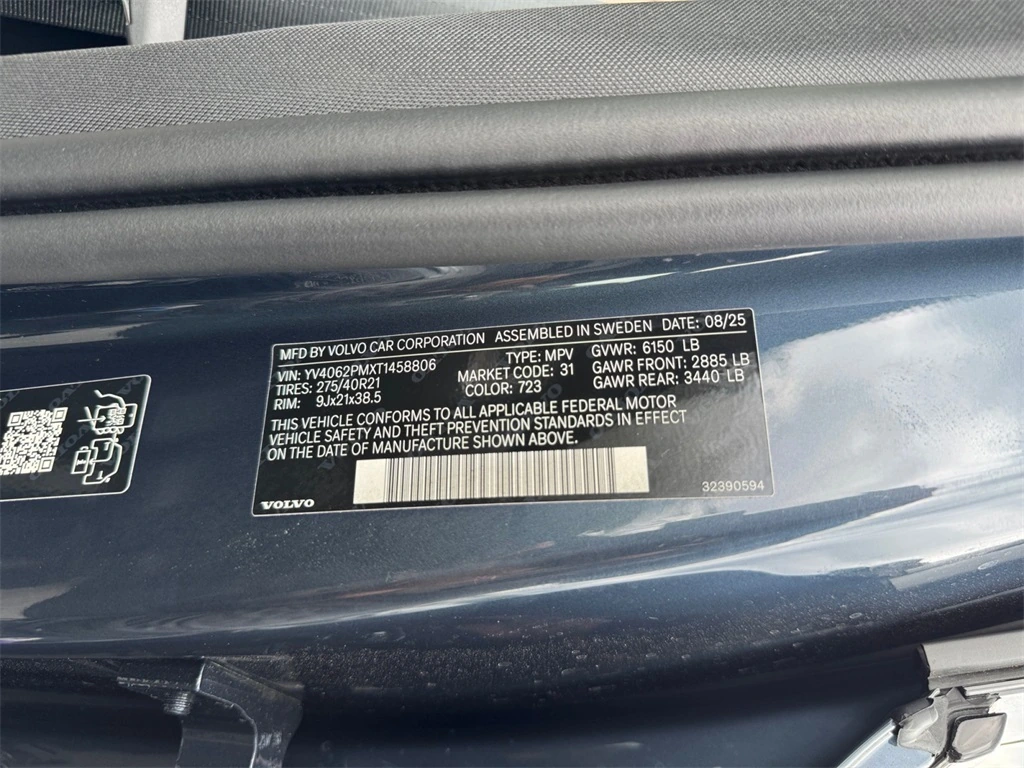 MFD BY VOLVO CAR CORPORATION ASSEMBLED IN SWEDEN DATE: 08/25
VIN: YV4062PMXT1458806 TYPE: MPV GVWR: 6150 LB
TIRES: 275/40R21 MARKET CODE: 31 GAWR FRONT: 2885 LB
RIM: 9Jx21x38.5 COLOR: 723 GAWR REAR: 3440 LB
THIS VEHICLE CONFORMS TO ALL APPLICABLE FEDERAL MOTOR
VEHICLE SAFETY AND THEFT PREVENTION STANDARDS IN EFFECT
ON THE DATE OF MANUFACTURE SHOWN ABOVE.
VOLVO 32390594